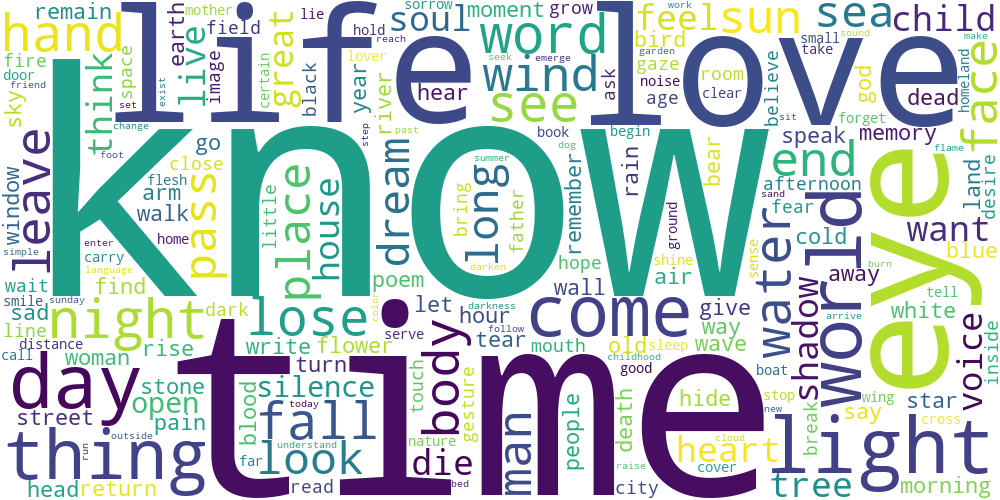 remain
mother
lie
grow
work
sorrow
hold
reach
moment
small
sound
take
make
hand
life
love
fire
door
friend
sky
think
space
live
earth
field
image
certain
great
black
year
lover
soul
hear
river
word
wind
see
feel
bird
gaze
garden
seek
emerge
noise
ask
age
room
clear
sun
believe
sea
child
god
dead
homeland
face
exist
set
change
foot
step
past
book
dog
begin
sit
speak
forget
memory
flame
know
window
leave
go
close
flesh
arm
walk
pass
home
enter
carry
language
simple
sunday
little
place
house
dream
long
summer
bring
father
darken
remember
hope
rain
ground
shine
air
bear
sense
sand
end
afternoon
fear
cold
water
world
eye
want
land
desire
blue
away
burn
tell
white
arrive
inside
wait
smile
sad
line
distance
find
dark
night
lose
color
poem
let
serve
darkness
hour
follow
tear
wall
come
mouth
childhood
give
way
wave
old
sleep
good
boat
shadow
voice
call
woman
rise
write
flower
turn
day
stone
open
pain
street
silence
blood
fall
today
time
touch
body
gesture
nature
die
bed
man
people
death
raise
city
hide
heart
cloud
cover
stop
new
break
say
wing
star
cross
light
tree
morning
thing
outside
run
understand
far
look
head
return
read